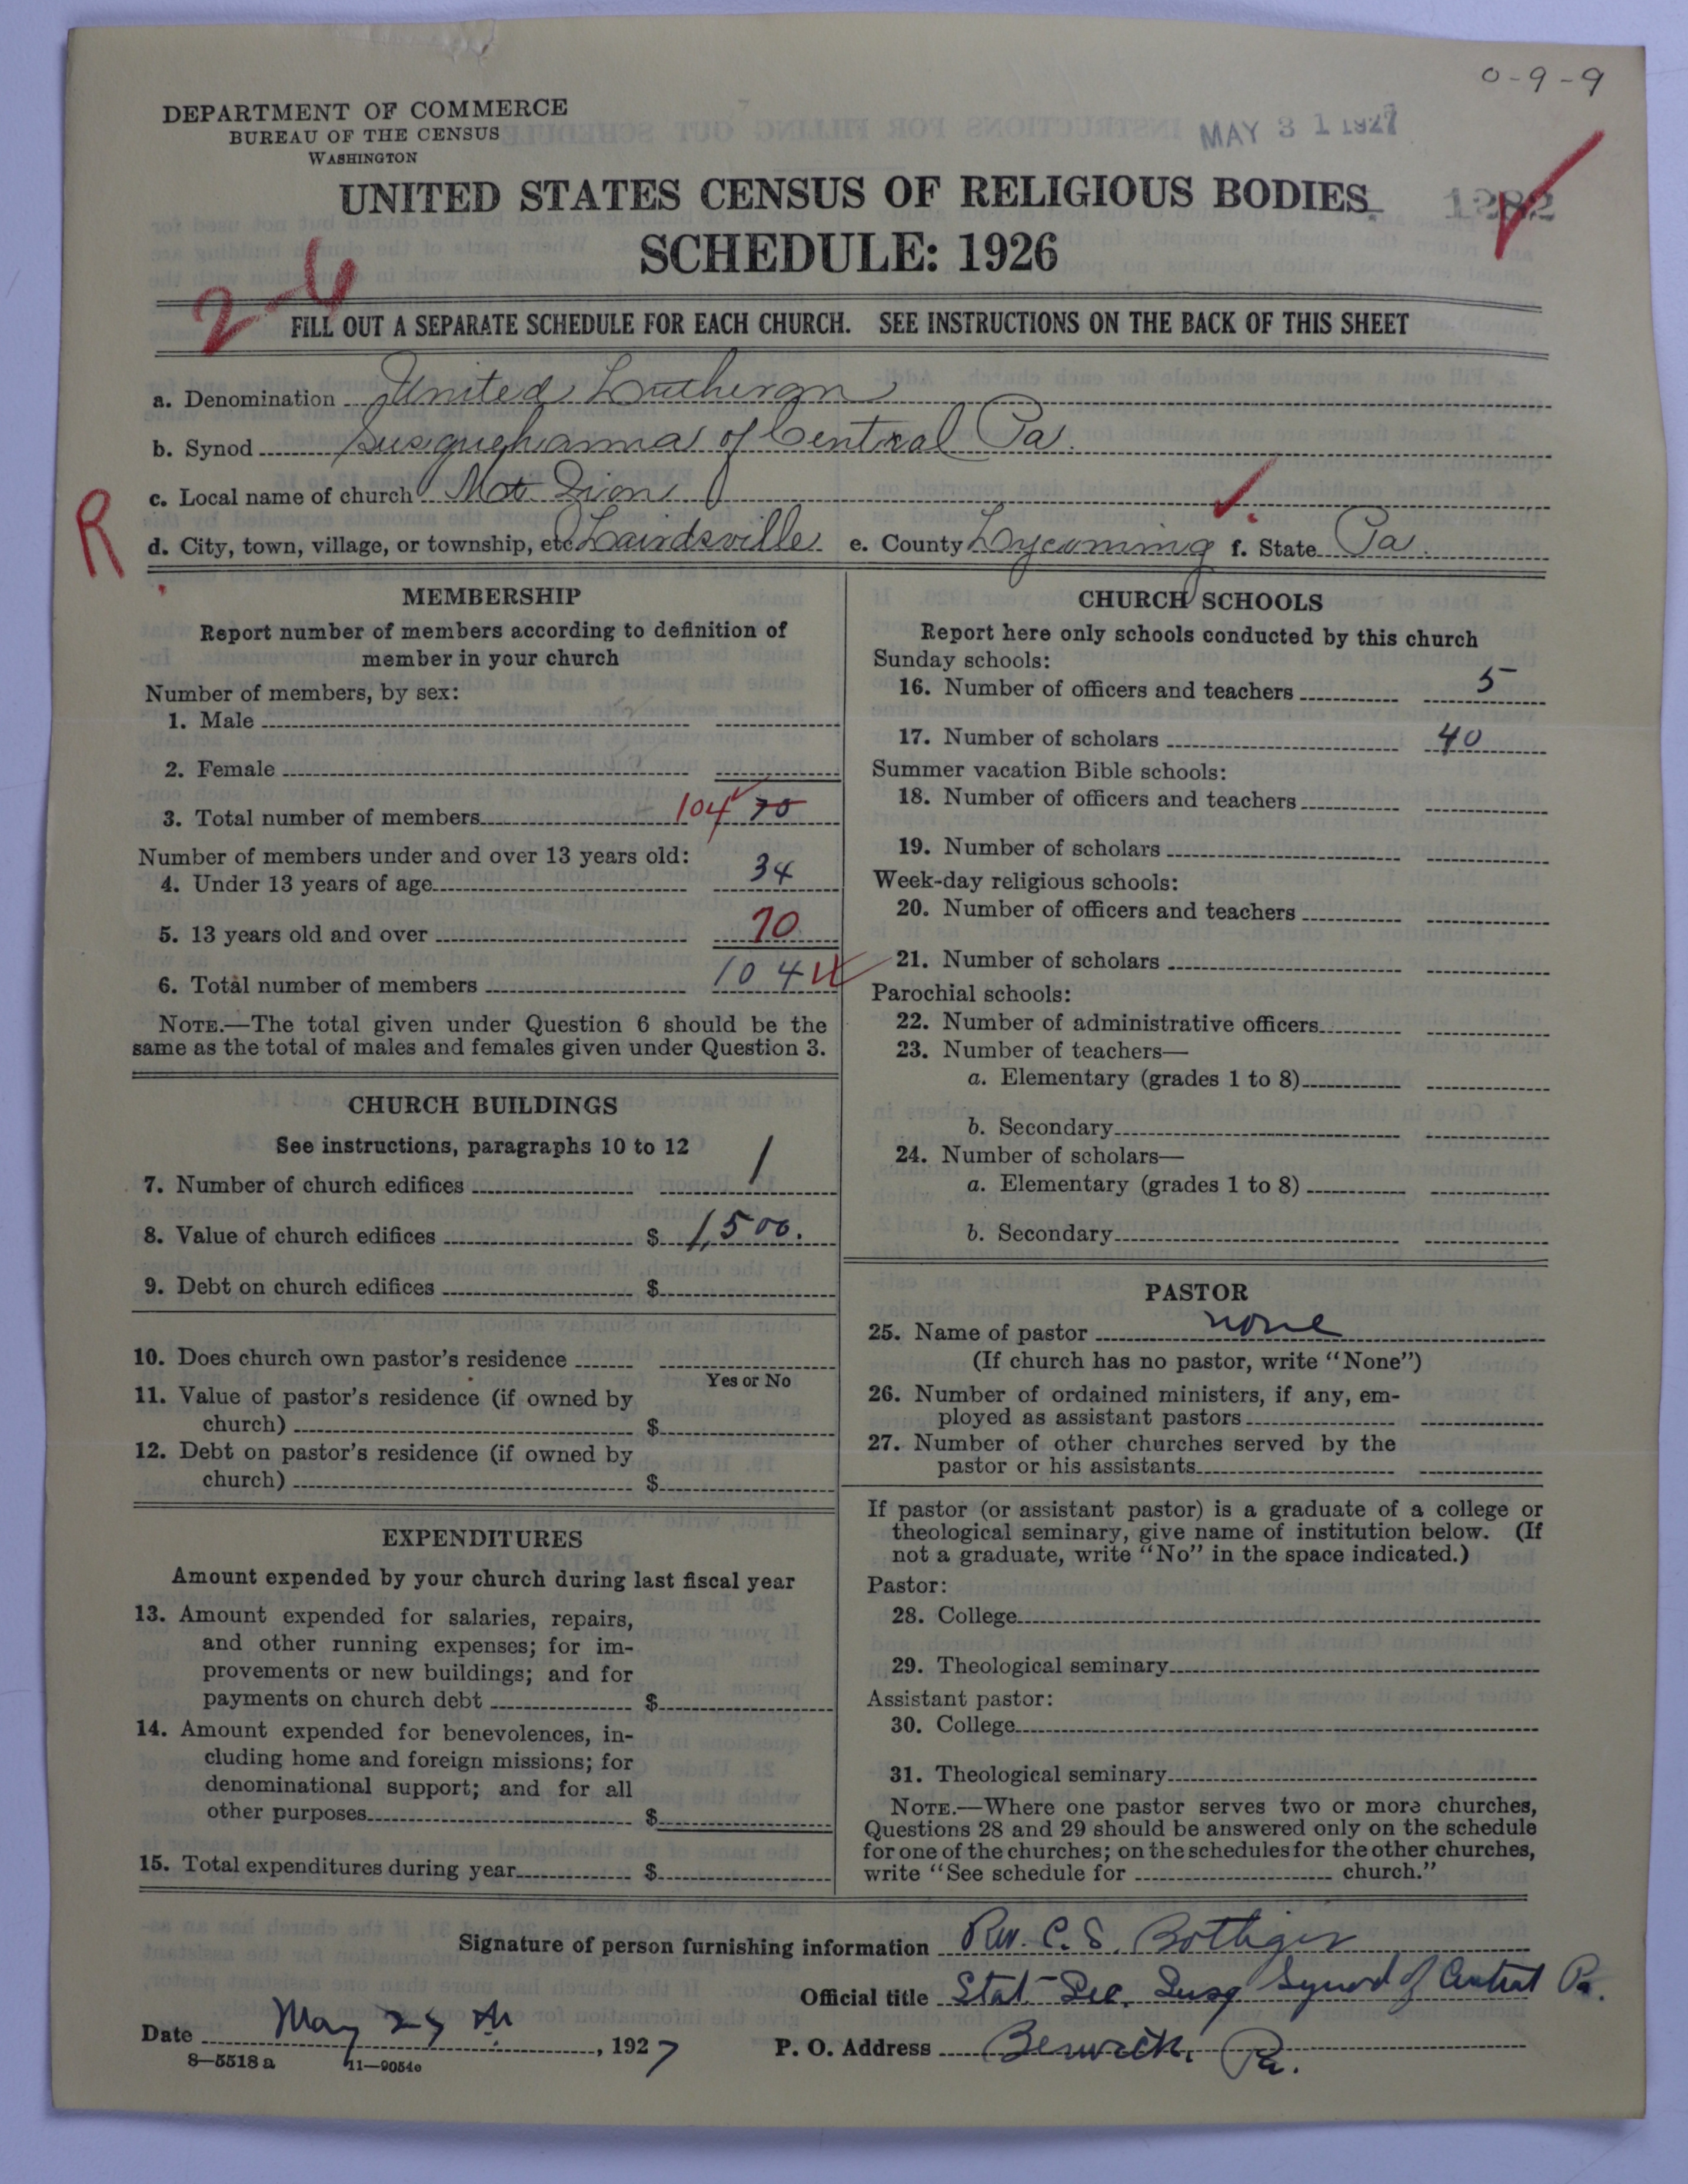 0-9-9
DEPARTMENT OF COMMERCE
BUREAU OF THE CENSUS
WASHINGTON
MAY 31 1927
UNITED STATES CENSUS OF RELIGIOUS BODIES
1282
SCHEDULE: 1926
2-6
FILL OUT A SEPARATE SCHEDULE FOR EACH CHURCH. SEE INSTRUCTIONS ON THE BACK OF THIS SHEET
a. Denomination United Lutheran
b. Synod Susquehanna of Central Pa.
c. Local name of church Mt Zion
R
d. City, town, village, or township, etc. Lairdsville e. County Lycoming f. State Pa.
MEMBERSHIP
Report number of members according to definition of
member in your church
Number of members, by sex:
1. Male
2. Female
3. Total number of members 104 70
Number of members under and over 13 years old:
4. Under 13 years of age 34
5. 13 years old and over 70
6. Total number of members 104
NOTE.—The total given under Question 6 should be the
same as the total of males and females given under Question 3.
CHURCH BUILDINGS
See instructions, paragraphs 10 to 12
7. Number of church edifices 1
8. Value of church edifices $ 1,500.
9. Debt on church edifices $
10. Does church own pastor's residence
Yes or No
11. Value of pastor's residence (if owned by
church) $
12. Debt on pastor's residence (if owned by
church) $
EXPENDITURES
Amount expended by your church during last fiscal year
13. Amount expended for salaries, repairs,
and other running expenses; for im-
provements or new buildings; and for
payments on church debt $
14. Amount expended for benevolences, in-
cluding home and foreign missions; for
denominational support; and for all
other purposes $
15. Total expenditures during year $
CHURCH SCHOOLS
Report here only schools conducted by this church
Sunday schools:
16. Number of officers and teachers 5
17. Number of scholars 40
Summer vacation Bible schools:
18. Number of officers and teachers
19. Number of scholars
Week-day religious schools:
20. Number of officers and teachers
21. Number of scholars
Parochial schools:
22. Number of administrative officers
23. Number of teachers—
a. Elementary (grades 1 to 8)
b. Secondary
24. Number of scholars—
a. Elementary (grades 1 to 8)
b. Secondary
PASTOR
25. Name of pastor none
(If church has no pastor, write "None")
26. Number of ordained ministers, if any, em-
ployed as assistant pastors
27. Number of other churches served by the
pastor or his assistants
If pastor (or assistant pastor) is a graduate of a college or
theological seminary, give name of institution below. (If
not a graduate, write "No" in the space indicated.)
Pastor:
28. College
29. Theological seminary
Assistant pastor:
30. College
31. Theological seminary
NOTE.—Where one pastor serves two or more churches,
Questions 28 and 29 should be answered only on the schedule
for one of the churches; on the schedules for the other churches,
write "See schedule for church."
Signature of person furnishing information Rev. C. S. Bottiger
Official title Stat. Sec. Susq Synod of Central Pa.
Date May 27th, 1927
P. O. Address Berwick, Pa.
8—5518 a 11—9054c